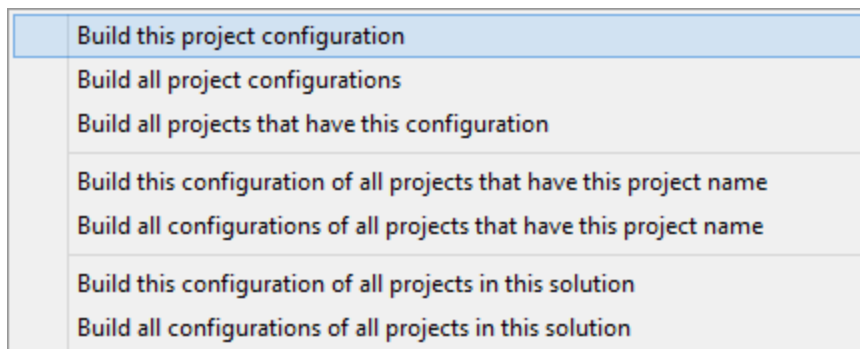 Build this project configuration
Build all project configurations
Build all projects that have this configuration
Build this configuration of all projects that have this project name
Build all configurations of all projects that have this project name
Build this configuration of all projects in this solution
Build all configurations of all projects in this solution